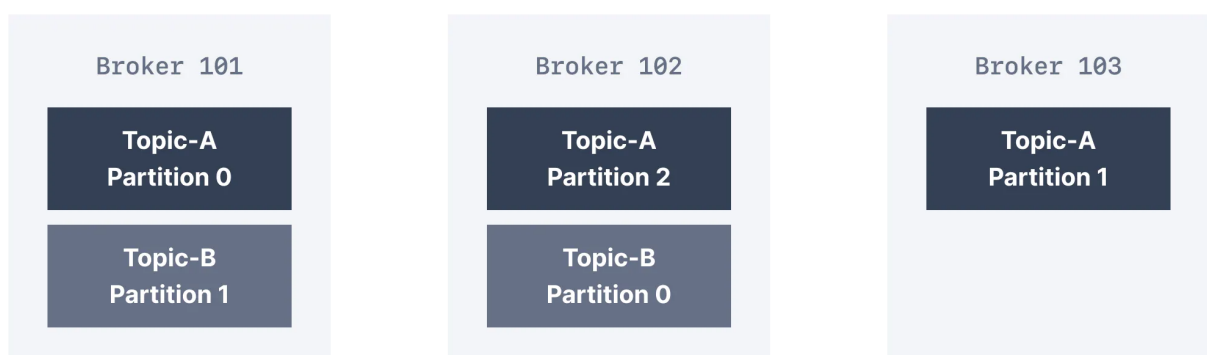 Broker 101
Topic-A
Partition 0
Topic-B
Partition 1
Broker 102
Topic-A
Partition 2
Topic-B
Partition 0
Broker 103
Topic-A
Partition 1